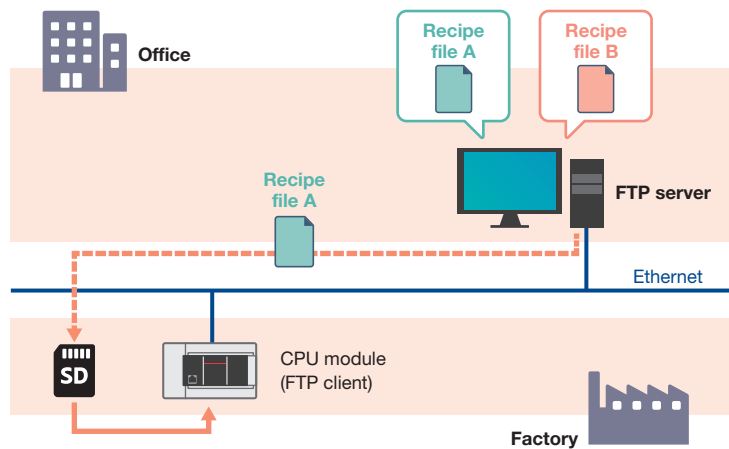 Office
Recipe
file A
Recipe
file B
FTP server
Recipe
file A
Ethernet
SD
CPU module
(FTP client)
Factory